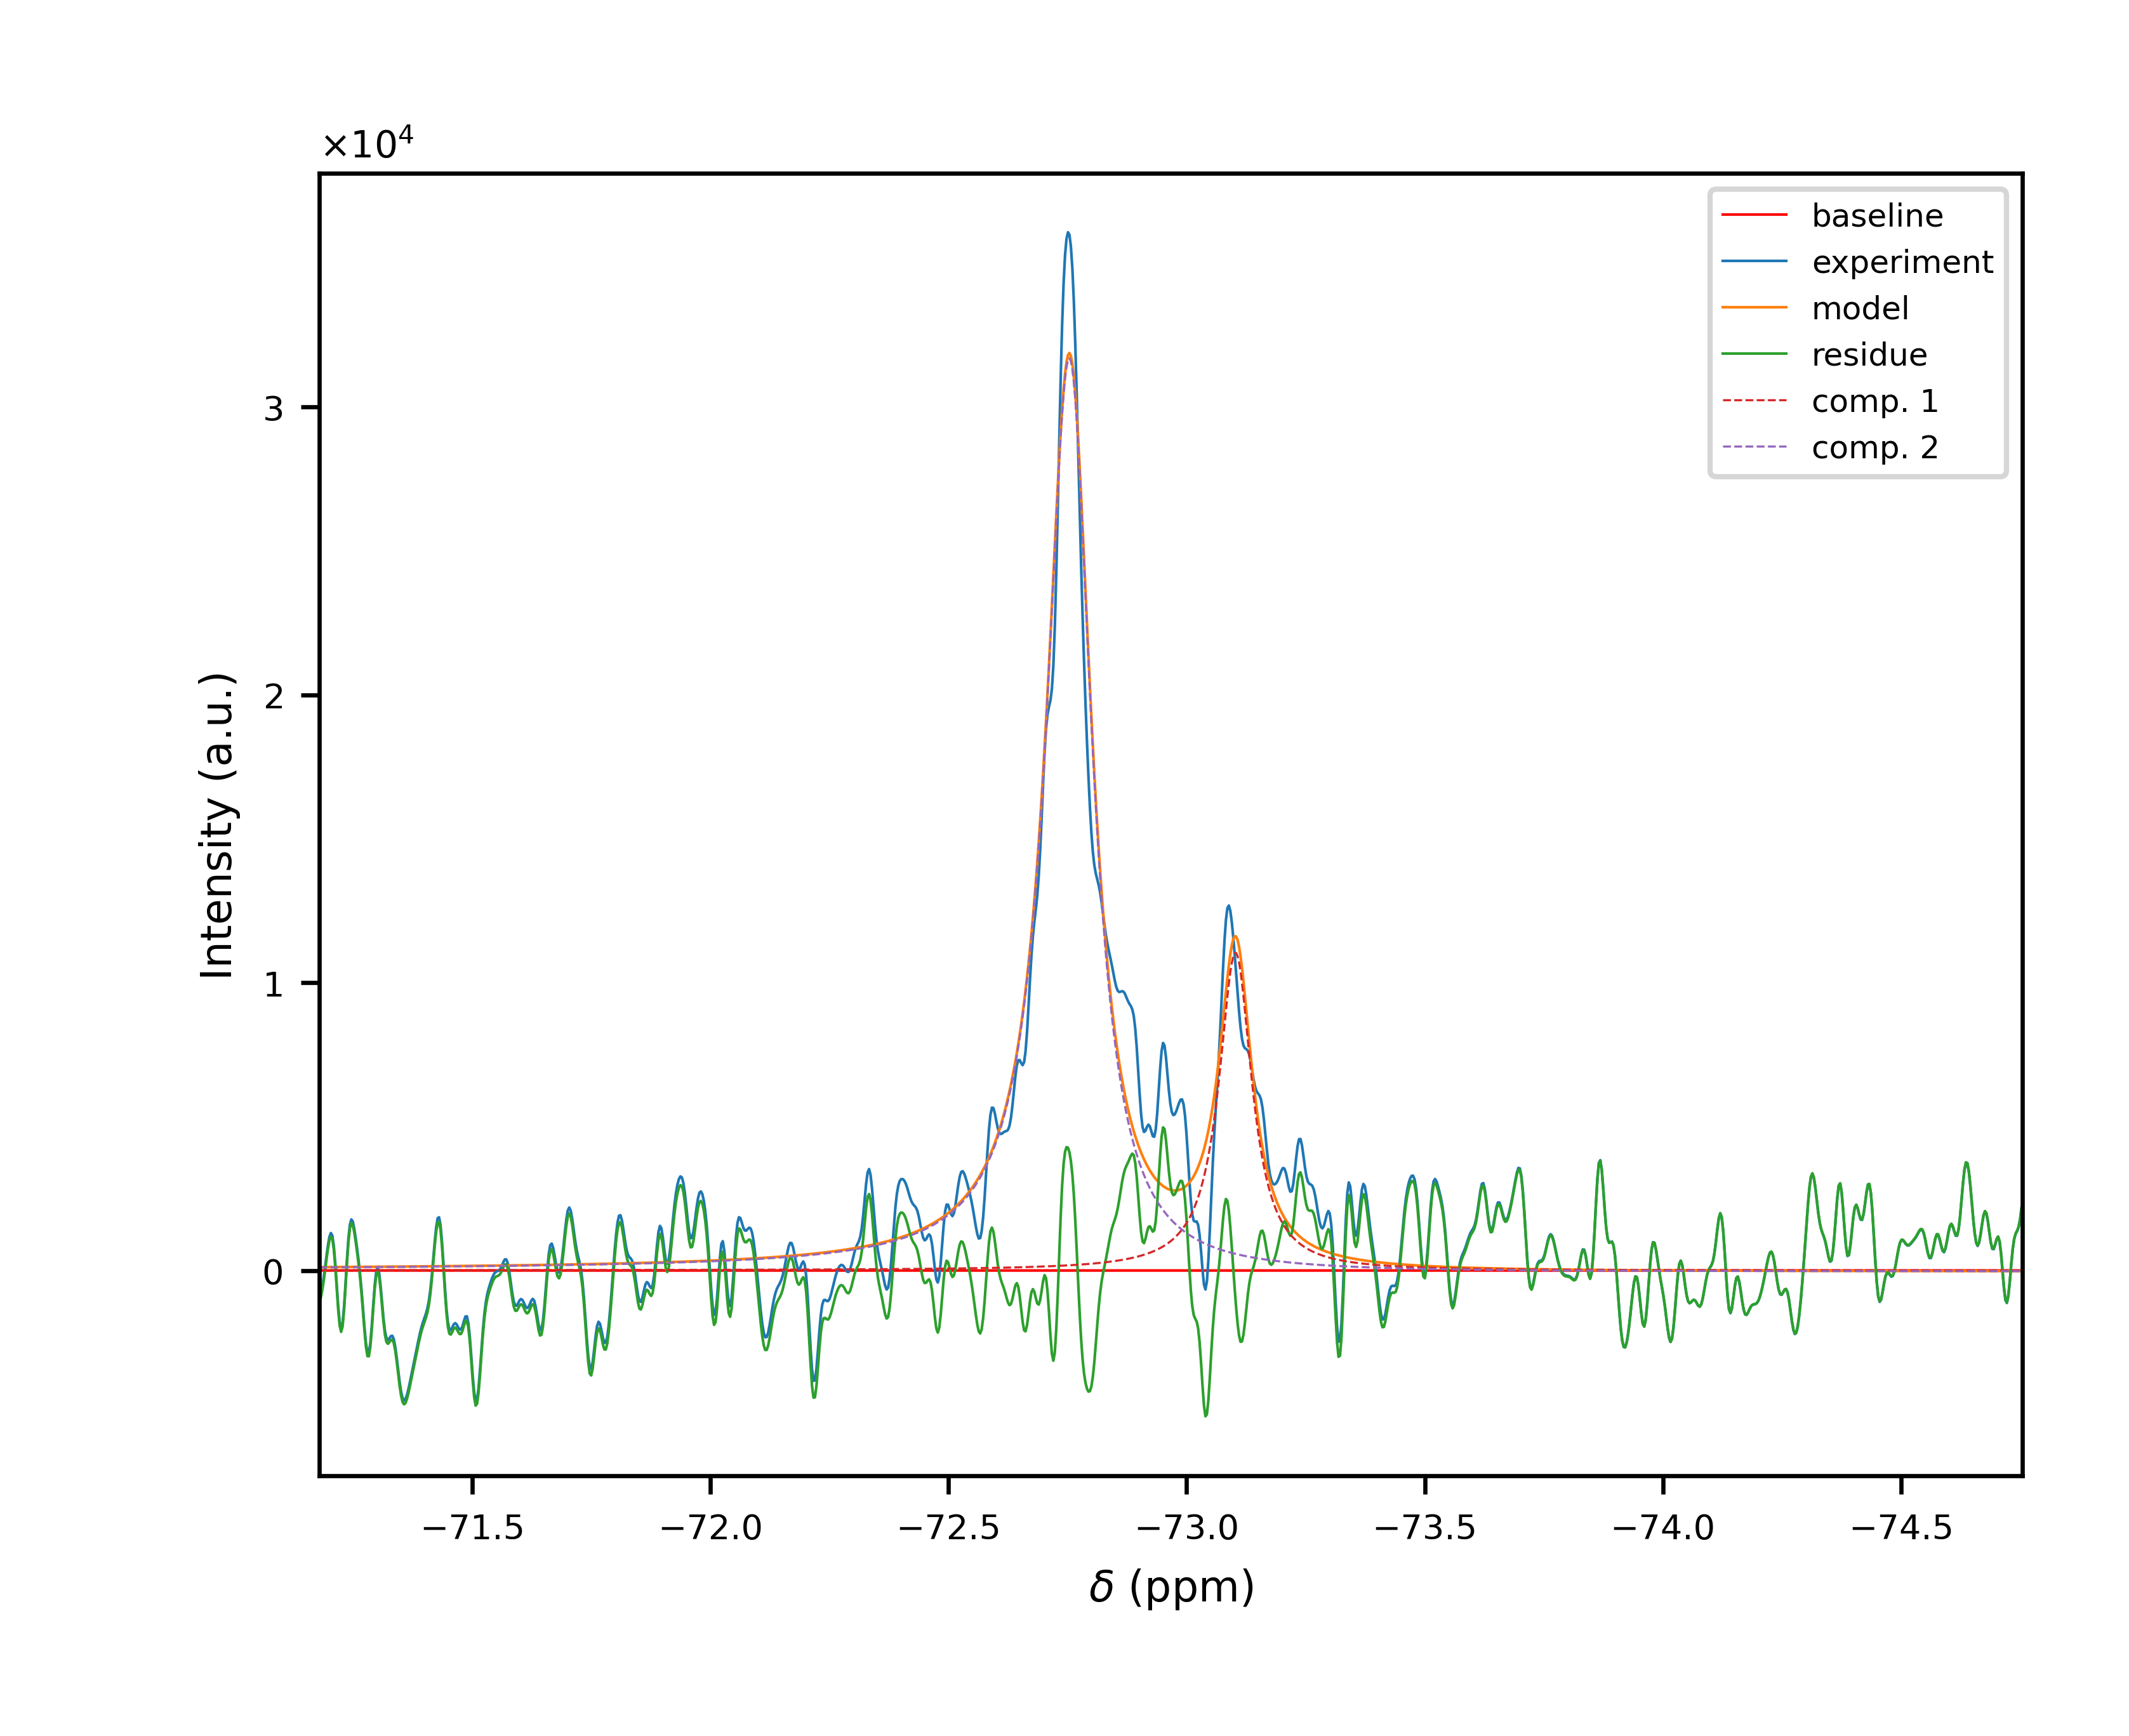 ×10⁴
baseline
experiment
model
residue
comp. 1
comp. 2
Intensity (a.u.)
3
2
1
0
−71.5 −72.0 −72.5 −73.0 −73.5 −74.0 −74.5
δ (ppm)